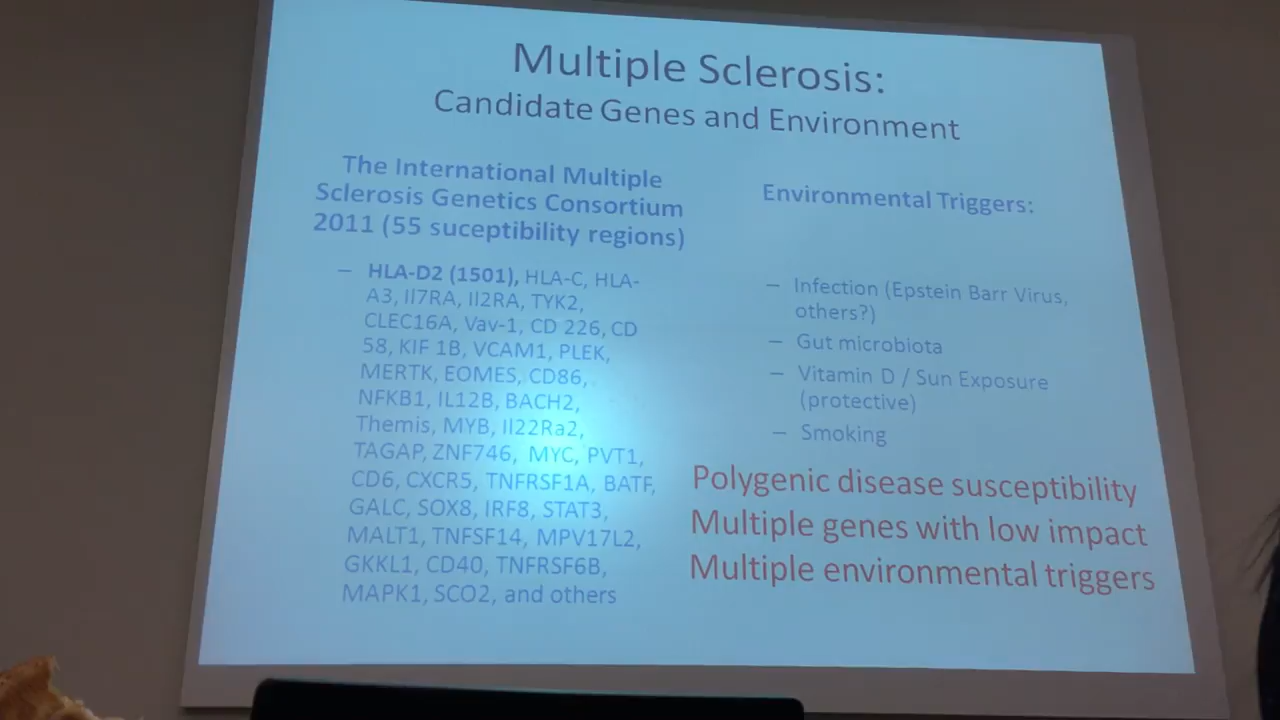 Multiple Sclerosis:
Candidate Genes and Environment
The International Multiple
Sclerosis Genetics Consortium
2011 (55 suceptibility regions)
– HLA-D2 (1501), HLA-C, HLA-
A3, Il7RA, Il2RA, TYK2,
CLEC16A, Vav-1, CD 226, CD
58, KIF 1B, VCAM1, PLEK,
MERTK, EOMES, CD86,
NFKB1, IL12B, BACH2,
Themis, MYB, Il22Ra2,
TAGAP, ZNF746, MYC, PVT1,
CD6, CXCR5, TNFRSF1A, BATF,
GALC, SOX8, IRF8, STAT3,
MALT1, TNFSF14, MPV17L2,
GKKL1, CD40, TNFRSF6B,
MAPK1, SCO2, and others
Environmental Triggers:
– Infection (Epstein Barr Virus,
others?)
– Gut microbiota
– Vitamin D / Sun Exposure
(protective)
– Smoking
Polygenic disease susceptibility
Multiple genes with low impact
Multiple environmental triggers